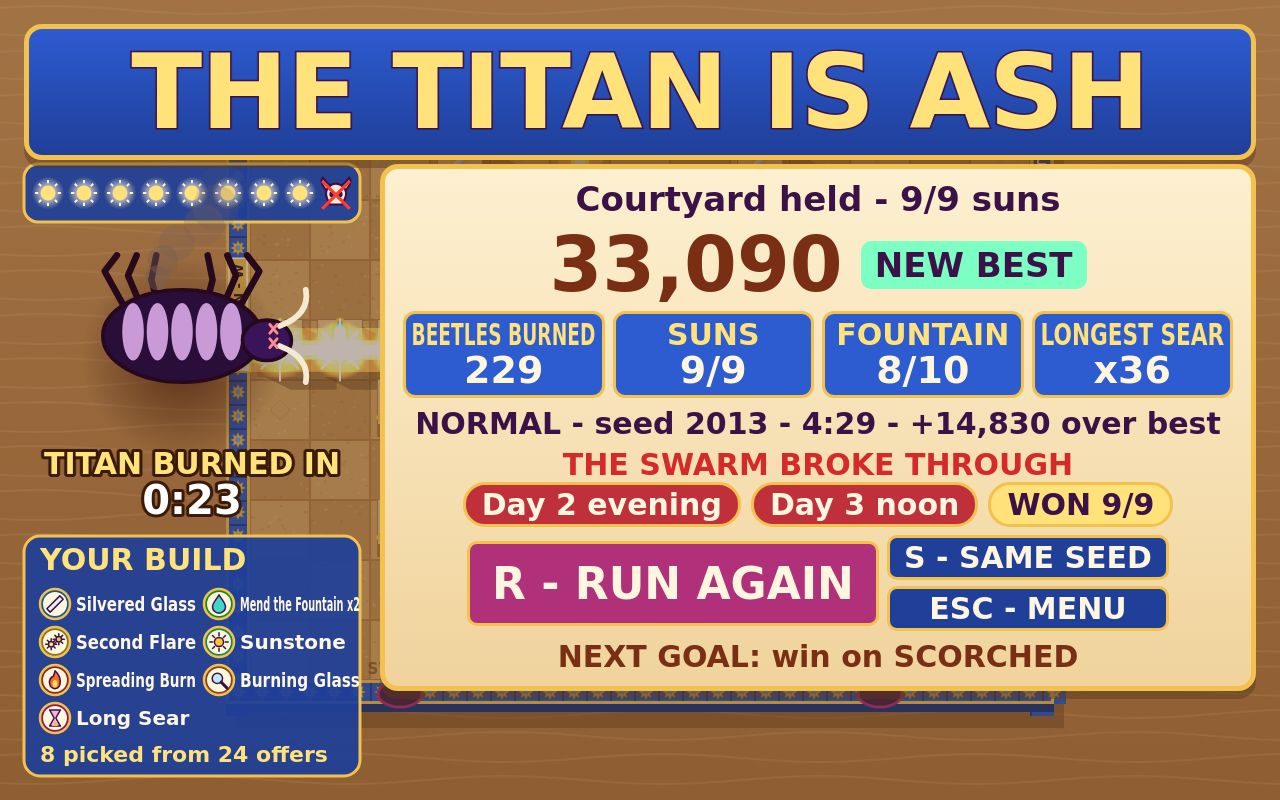 THE TITAN IS ASH
Courtyard held - 9/9 suns
33,090 NEW BEST
BEETLES BURNED
229
SUNS
9/9
FOUNTAIN
8/10
LONGEST SEAR
x36
NORMAL - seed 2013 - 4:29 - +14,830 over best
THE SWARM BROKE THROUGH
Day 2 evening
Day 3 noon
WON 9/9
R - RUN AGAIN
S - SAME SEED
ESC - MENU
NEXT GOAL: win on SCORCHED
TITAN BURNED IN
0:23
YOUR BUILD
Silvered Glass
Mend the Fountain x2
Second Flare
Sunstone
Spreading Burn
Burning Glass
Long Sear
8 picked from 24 offers